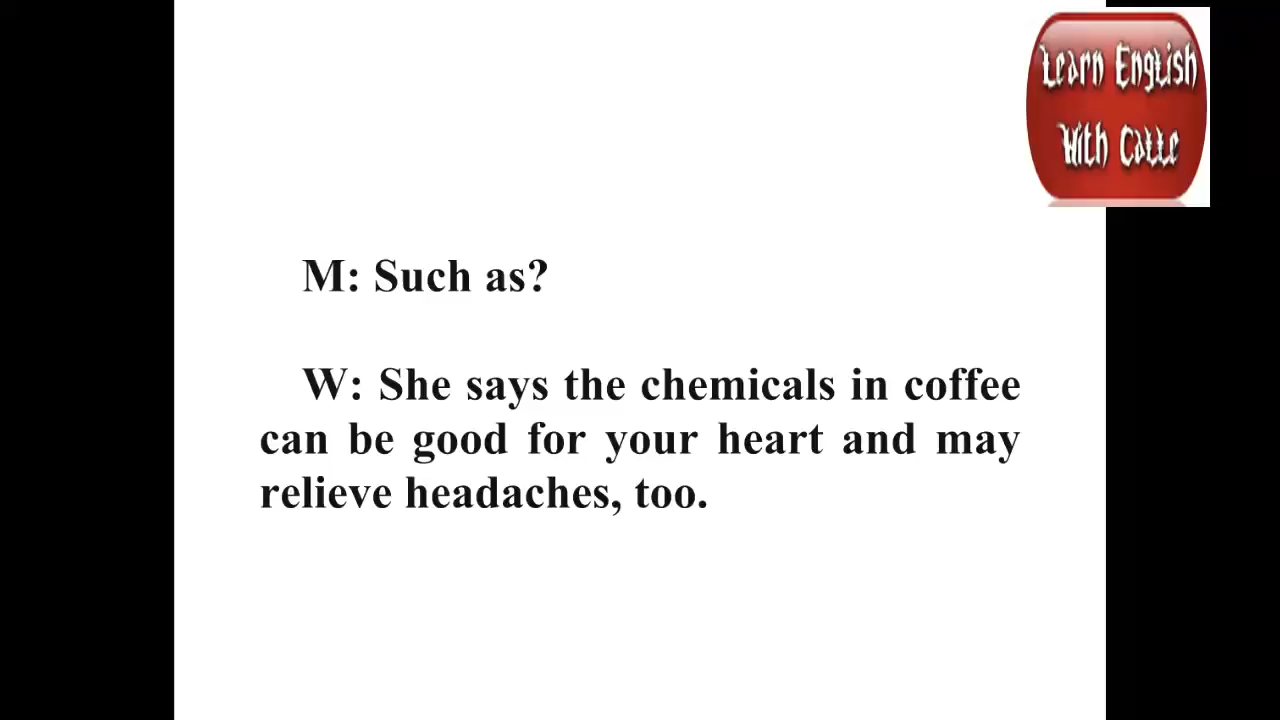 Learn English
With Catte
M: Such as?
W: She says the chemicals in coffee
can be good for your heart and may
relieve headaches, too.